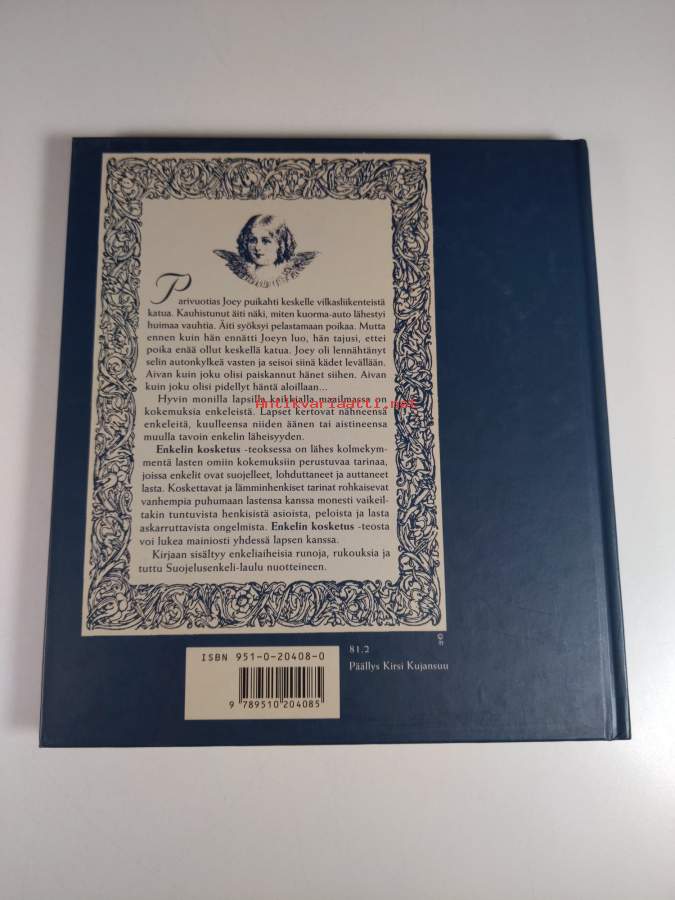 Parivuotias Joey puikahti keskelle vilkasliikenteistä
katua. Kauhistunut äiti näki, miten kuorma-auto lähestyi
huimaa vauhtia. Äiti syöksyi pelastamaan poikaa. Mutta
ennen kuin hän ennätti Joeyn luo, hän tajusi, ettei
poika enää ollut keskellä katua. Joey oli lennähtänyt
selin autonkylkeä vasten ja seisoi siinä kädet levällään.
Aivan kuin joku olisi paiskannut hänet siihen. Aivan
kuin joku olisi pidellyt häntä aloillaan...
Hyvin monilla lapsilla kaikkialla maailmassa on
antikvariaatti.net
kokemuksia enkeleistä. Lapset kertovat nähneensä
enkeleitä, kuulleensa niiden äänen tai aistineensa
muulla tavoin enkelin läheisyyden.
Enkelin kosketus -teoksessa on lähes kolmekym-
mentä lasten omiin kokemuksiin perustuvaa tarinaa,
joissa enkelit ovat suojelleet, lohduttaneet ja auttaneet
lasta. Koskettavat ja lämminhenkiset tarinat rohkaisevat
vanhempia puhumaan lastensa kanssa monesti vaikeil-
takin tuntuvista henkisistä asioista, peloista ja lasta
askarruttavista ongelmista. Enkelin kosketus -teosta
voi lukea mainiosti yhdessä lapsen kanssa.
Kirjaan sisältyy enkeliaiheisia runoja, rukouksia ja
tuttu Suojelusenkeli-laulu nuotteineen.
ISBN 951-0-20408-0
9 789510 204085
81.2
Päällys Kirsi Kujansuu